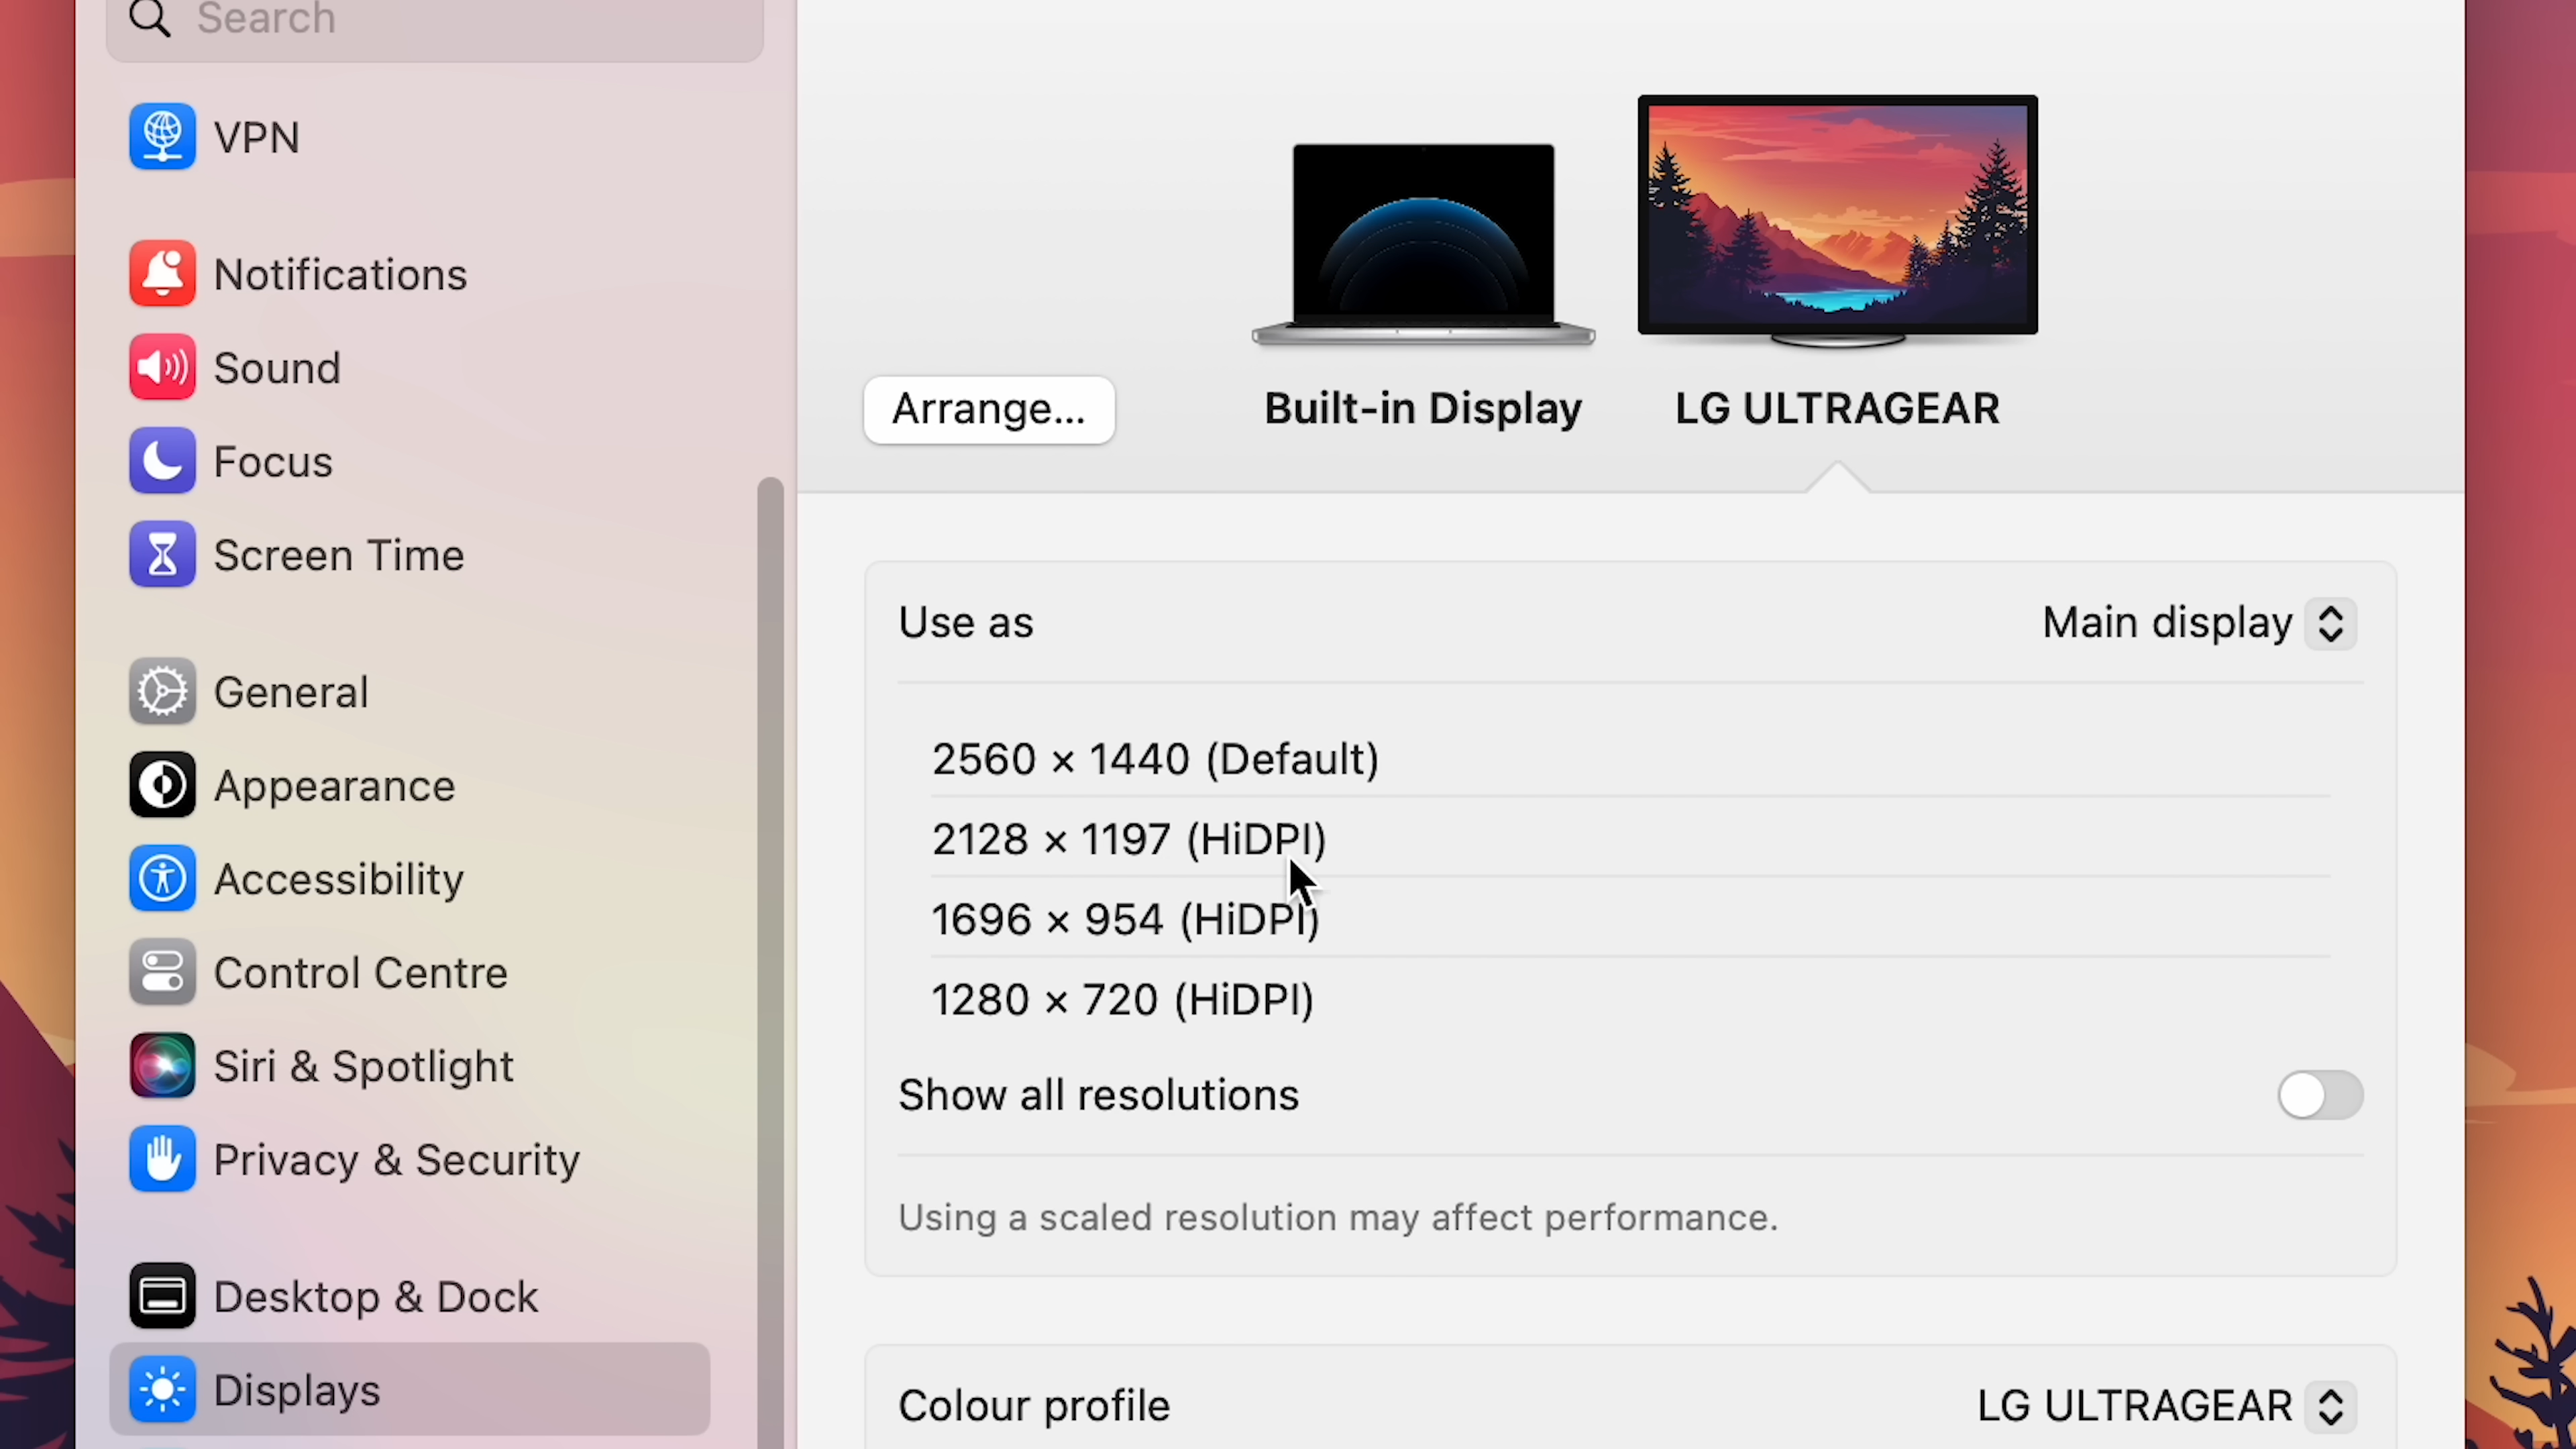 Search
VPN
Notifications
Sound
Focus
Screen Time
General
Appearance
Accessibility
Control Centre
Siri & Spotlight
Privacy & Security
Desktop & Dock
Displays
Arrange...
Built-in Display
LG ULTRAGEAR
Use as
Main display
2560 × 1440 (Default)
2128 × 1197 (HiDPI)
1696 × 954 (HiDPI)
1280 × 720 (HiDPI)
Show all resolutions
Using a scaled resolution may affect performance.
Colour profile
LG ULTRAGEAR